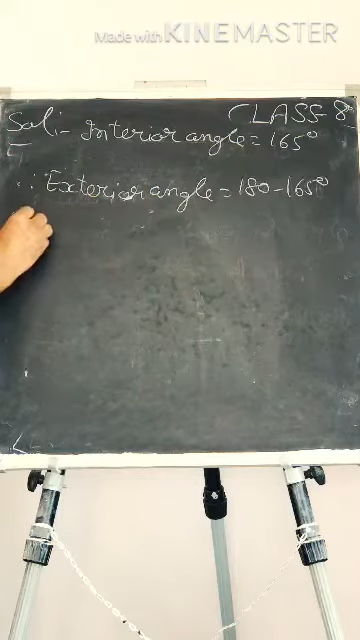 Made with KINEMASTER
CLASS 8
Sol:- Interior angle = 165°
∴ Exterior angle = 180 - 165°